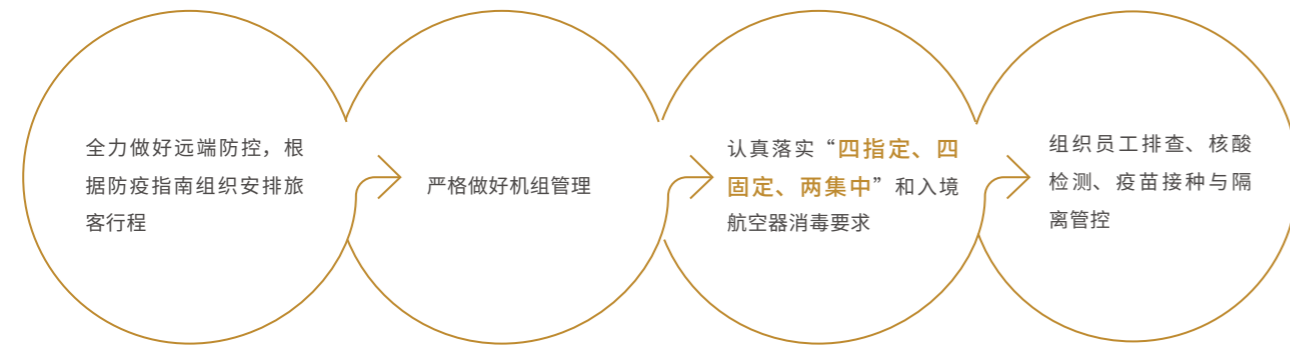 全力做好远端防控，根
据防疫指南组织安排旅
客行程
严格做好机组管理
认真落实“四指定、四
固定、两集中”和入境
航空器消毒要求
组织员工排查、核酸
检测、疫苗接种与隔
离管控